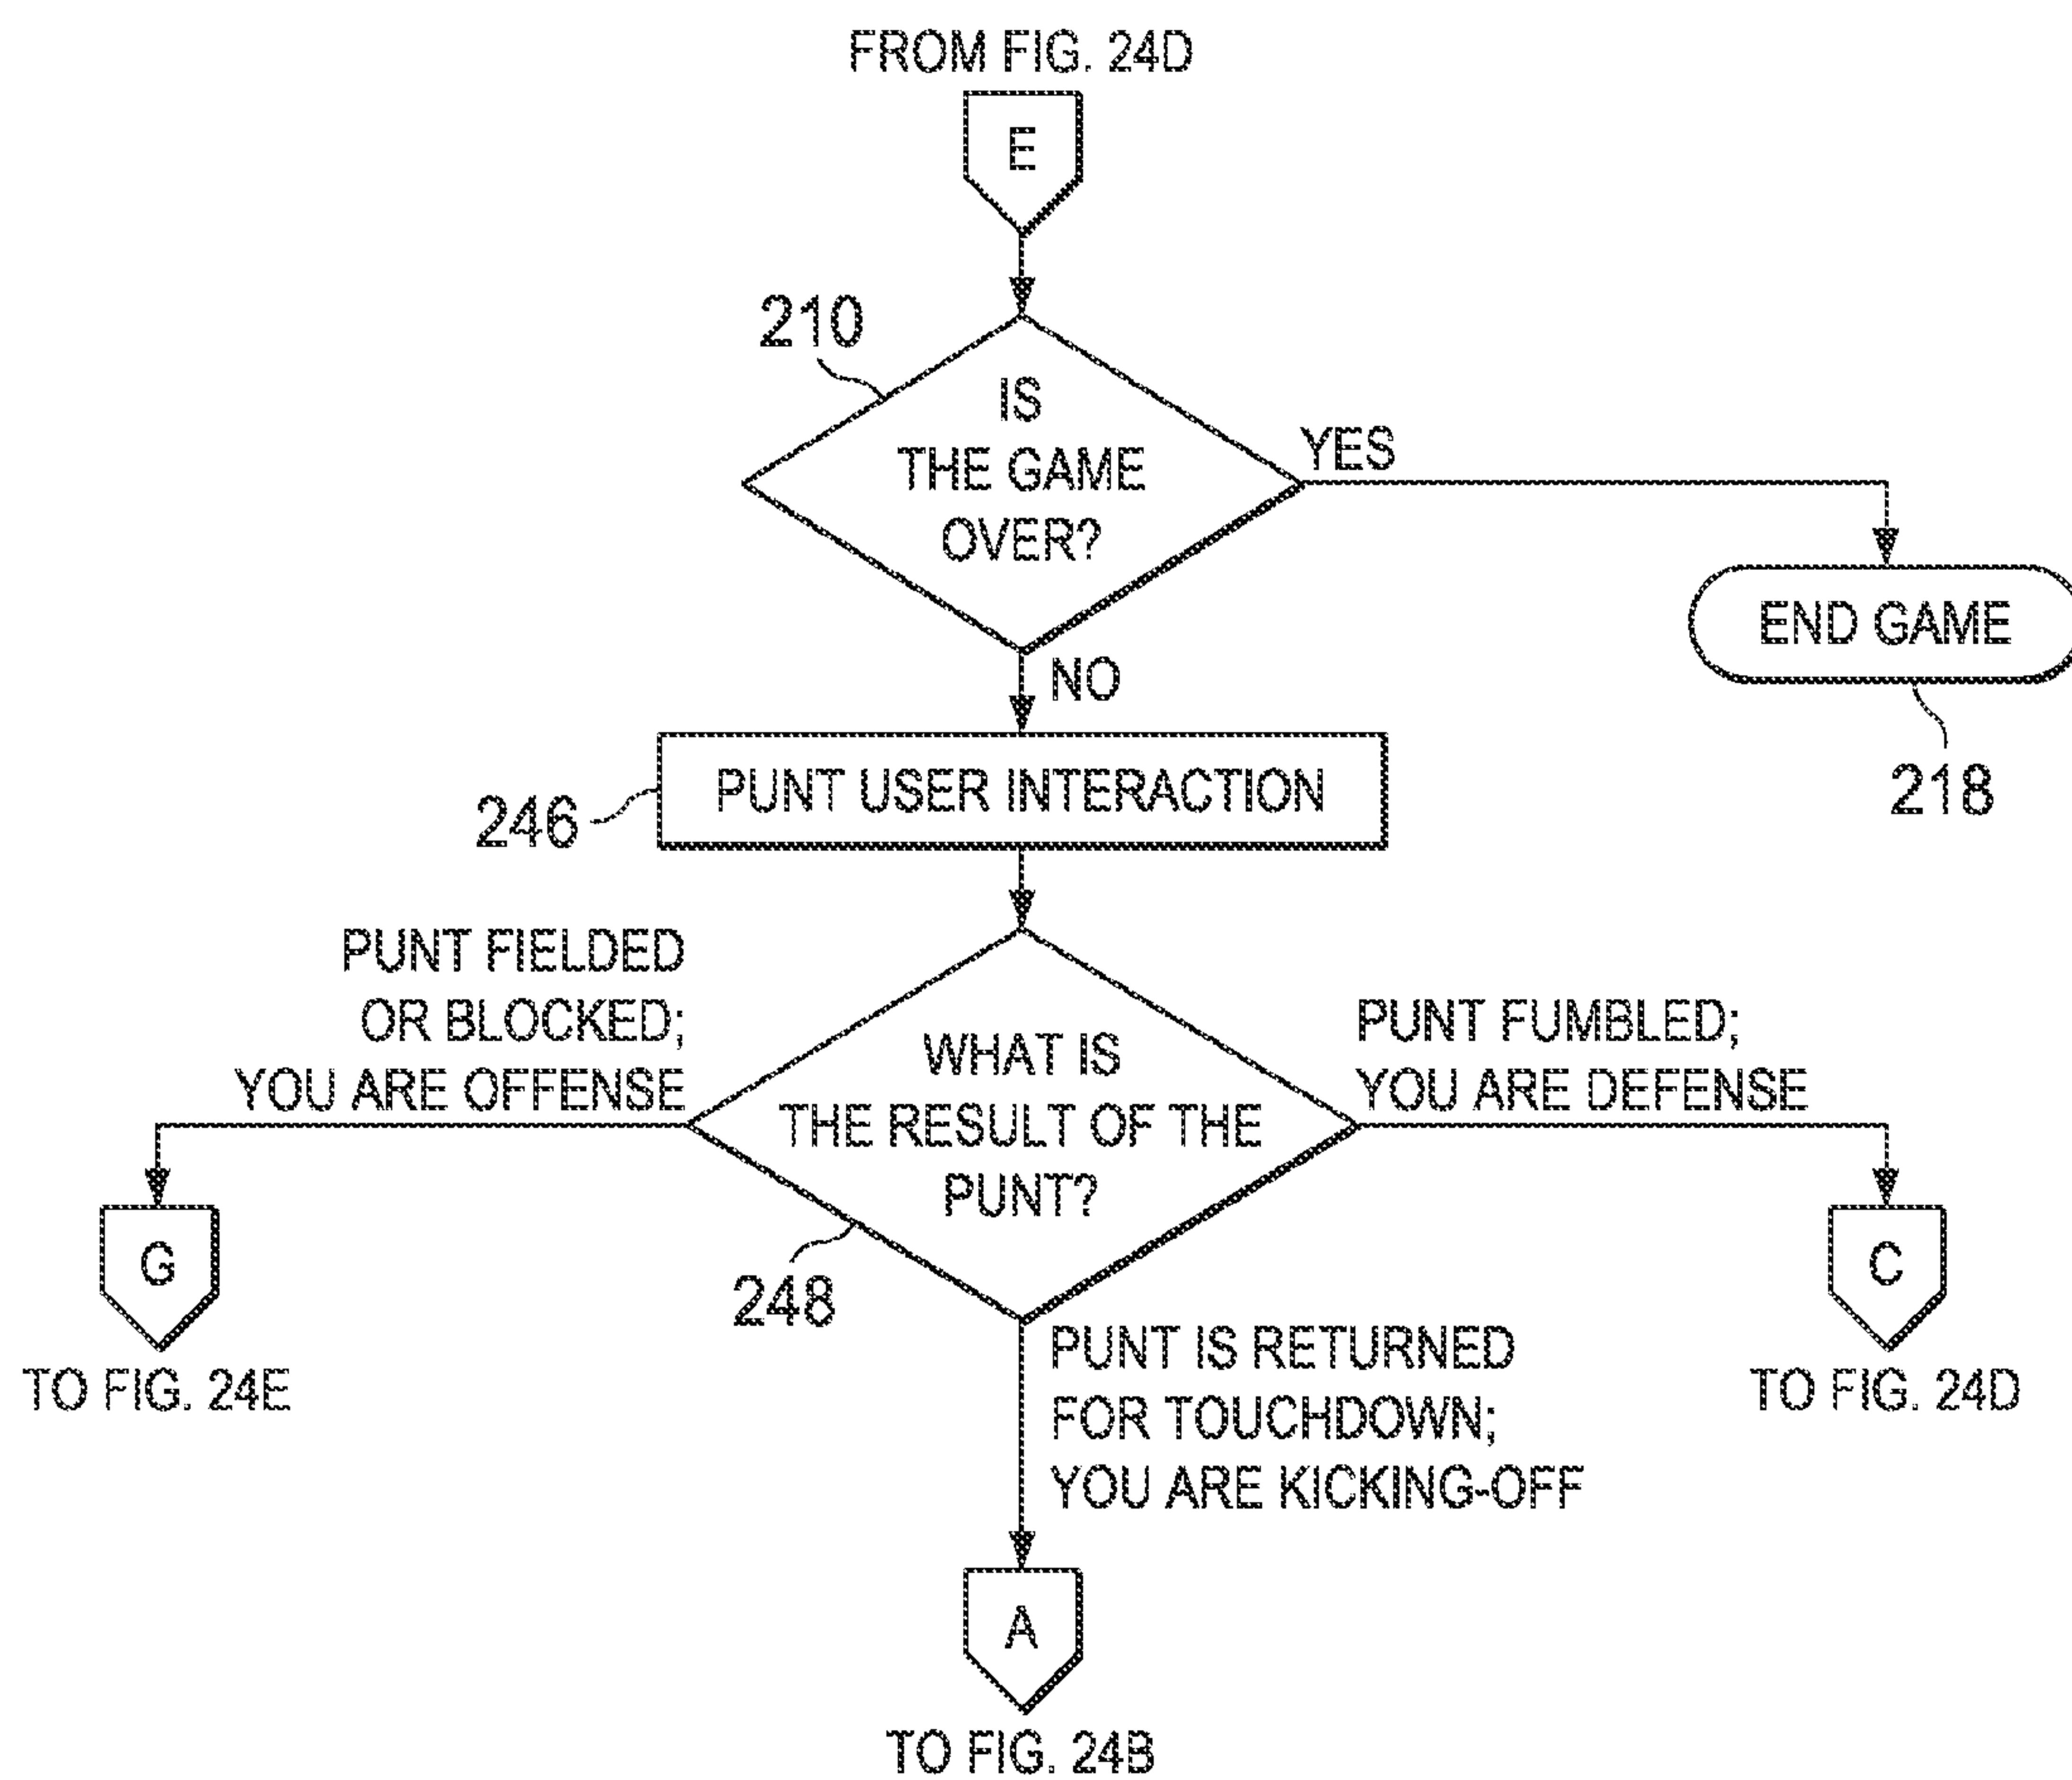 FROM FIG. 24D
E
210
IS
THE GAME
OVER?
YES
END GAME
218
NO
PUNT USER INTERACTION
246
PUNT FIELDED
OR BLOCKED;
YOU ARE OFFENSE
WHAT IS
THE RESULT OF THE
PUNT?
PUNT FUMBLED;
YOU ARE DEFENSE
248
G
TO FIG. 24E
C
TO FIG. 24D
PUNT IS RETURNED
FOR TOUCHDOWN;
YOU ARE KICKING-OFF
A
TO FIG. 24B